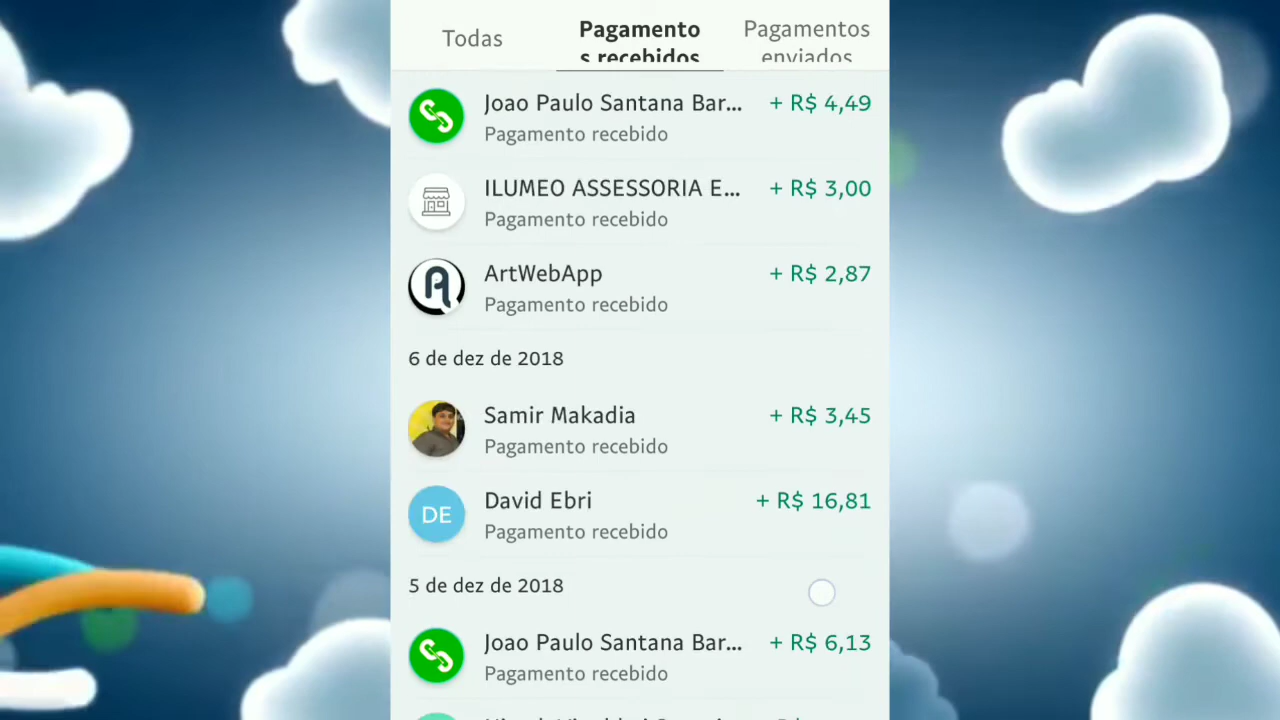 Todas
Pagamento
s recebidos
Pagamentos
enviados
Joao Paulo Santana Bar...
+ R$ 4,49
Pagamento recebido
ILUMEO ASSESSORIA E...
+ R$ 3,00
Pagamento recebido
ArtWebApp
+ R$ 2,87
Pagamento recebido
6 de dez de 2018
Samir Makadia
+ R$ 3,45
Pagamento recebido
DE
David Ebri
+ R$ 16,81
Pagamento recebido
5 de dez de 2018
Joao Paulo Santana Bar...
+ R$ 6,13
Pagamento recebido